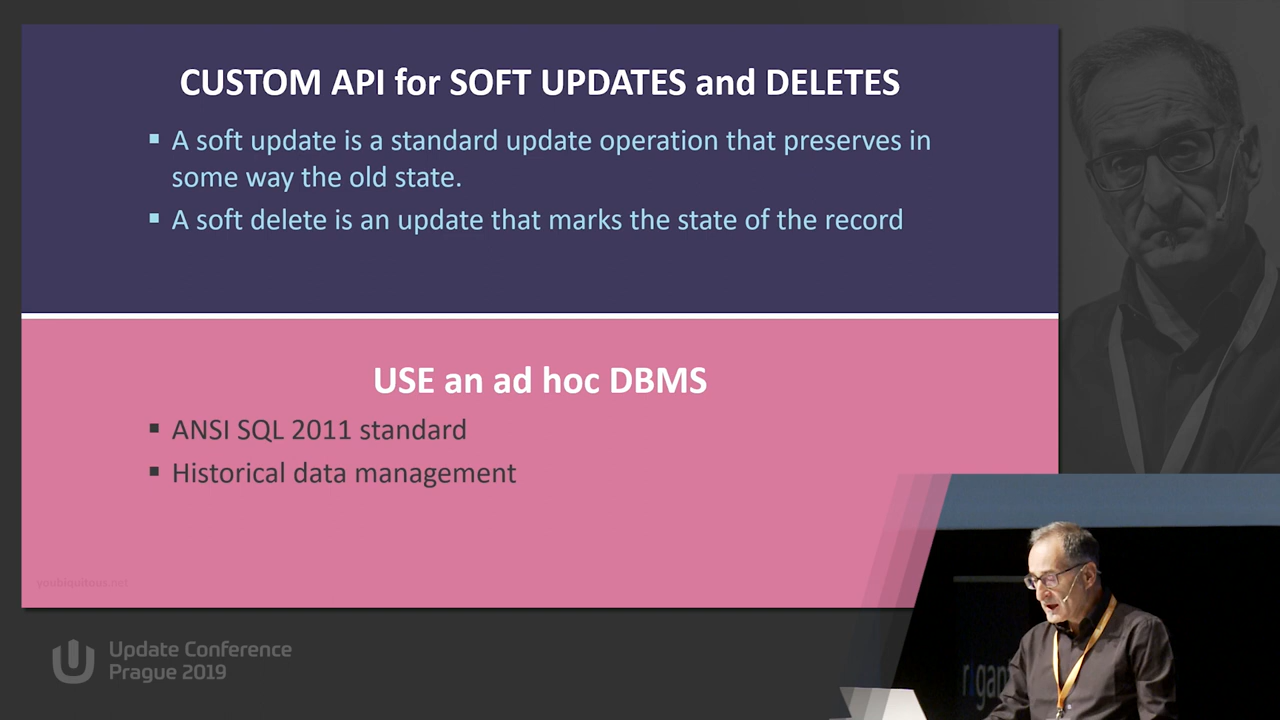 CUSTOM API for SOFT UPDATES and DELETES
▪ A soft update is a standard update operation that preserves in
some way the old state.
▪ A soft delete is an update that marks the state of the record
USE an ad hoc DBMS
▪ ANSI SQL 2011 standard
▪ Historical data management
youbiquitous.net
Update Conference
Prague 2019